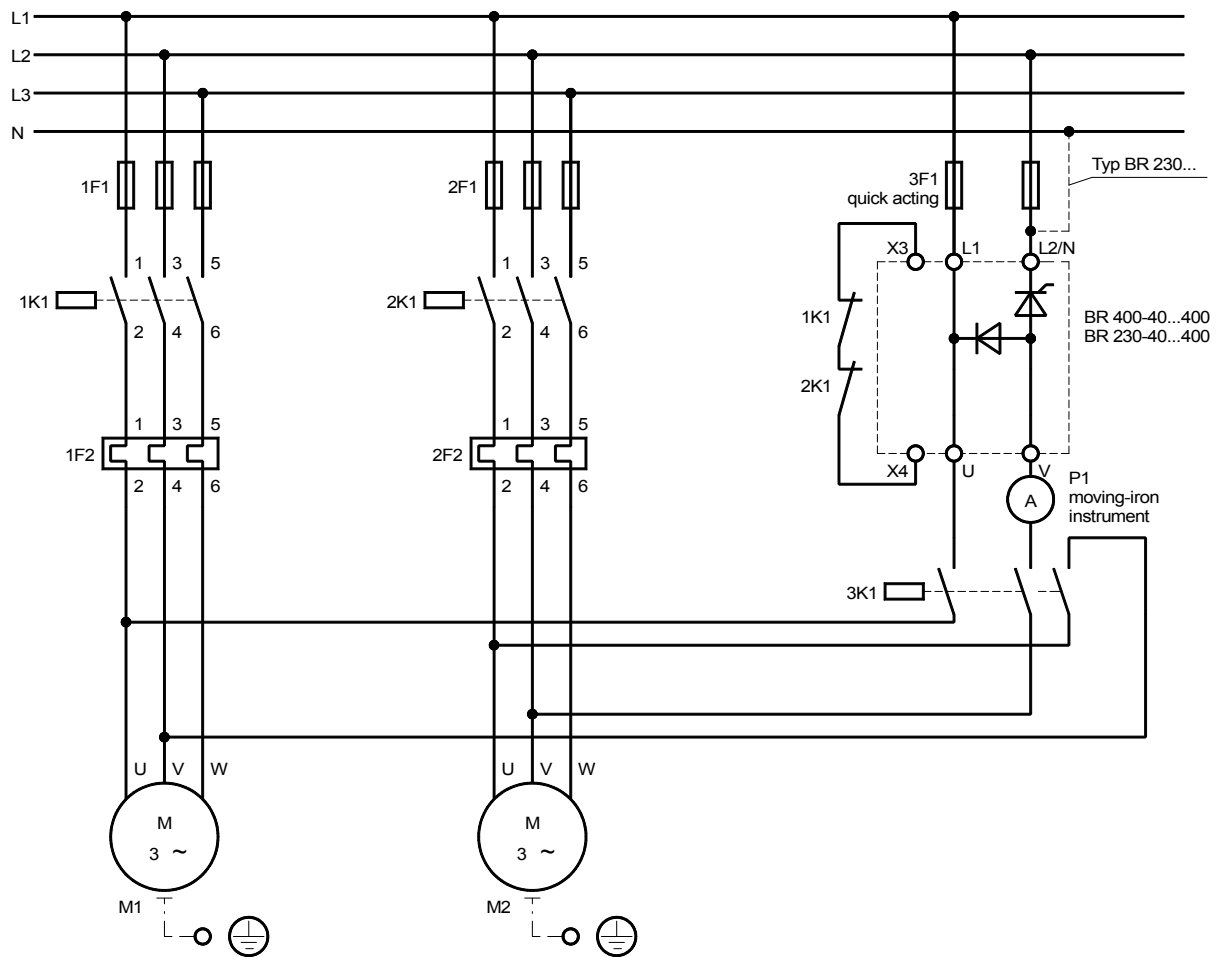 L1
L2
L3
N
1F1
2F1
3F1
quick acting
Typ BR 230...
X3
L1
L2/N
1 3 5
1 3 5
1K1
2K1
2 4 6
2 4 6
1K1
2K1
BR 400-40...400
BR 230-40...400
1 3 5
1 3 5
1F2
2F2
2 4 6
2 4 6
X4
U
V
A
P1
moving-iron
instrument
3K1
U V W
U V W
M
3 ~
M
3 ~
M1
M2